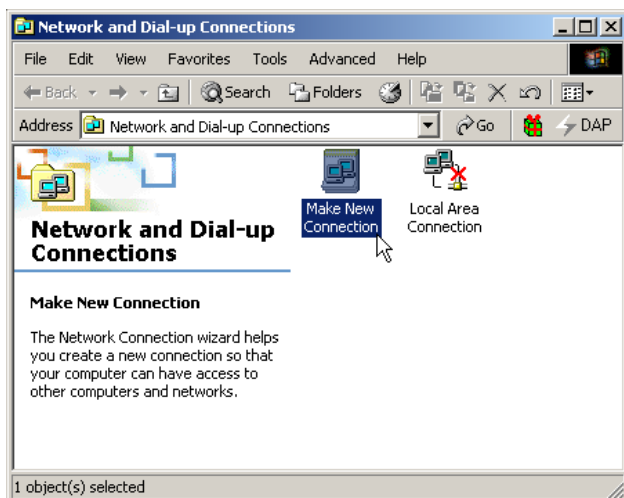 Network and Dial-up Connections
File Edit View Favorites Tools Advanced Help
Back Search Folders
Address Network and Dial-up Connections Go DAP
Network and Dial-up
Connections
Make New Connection
The Network Connection wizard helps
you create a new connection so that
your computer can have access to
other computers and networks.
Make New
Connection
Local Area
Connection
1 object(s) selected